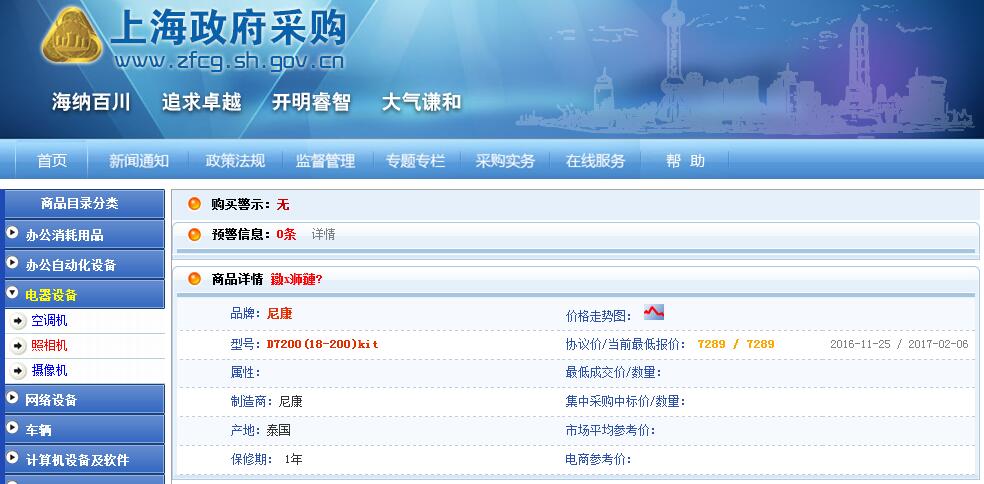 上海政府采购
www.zfcg.sh.gov.cn
海纳百川 追求卓越 开明睿智 大气谦和
首页 新闻通知 政策法规 监督管理 专题专栏 采购实务 在线服务 帮 助
商品目录分类
办公消耗用品
办公自动化设备
电器设备
空调机
照相机
摄像机
网络设备
车辆
计算机设备及软件
购买警示：无
预警信息：0条 详情
商品详情
品牌：尼康 价格走势图：
型号：D7200(18-200)kit 协议价/当前最低报价： 7289 / 7289 2016-11-25 / 2017-02-06
属性： 最低成交价/数量：
制造商：尼康 集中采购中标价/数量：
产地：泰国 市场平均参考价：
保修期： 1年 电商参考价：